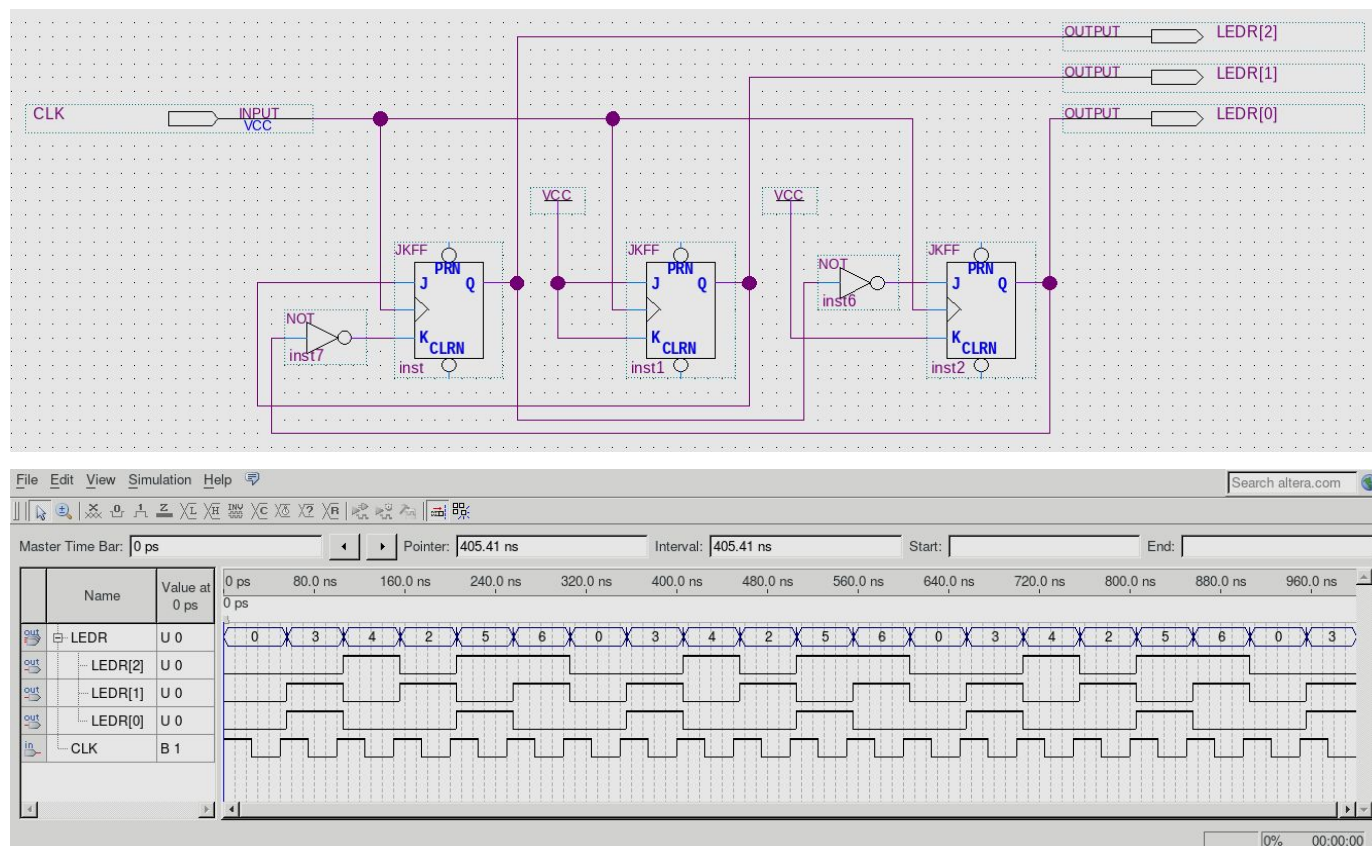 OUTPUT LEDR[2]
OUTPUT LEDR[1]
CLK INPUT OUTPUT LEDR[0]
VCC
VCC VCC
JKFF JKFF JKFF
PRN PRN NOT PRN
J Q J Q J Q
inst6
NOT
K K K
inst7 CLRN CLRN CLRN
inst inst1 inst2
File Edit View Simulation Help Search altera.com
Master Time Bar: 0 ps Pointer: 405.41 ns Interval: 405.41 ns Start: End:
Name Value at 0 ps
0 ps 80.0 ns 160.0 ns 240.0 ns 320.0 ns 400.0 ns 480.0 ns 560.0 ns 640.0 ns 720.0 ns 800.0 ns 880.0 ns 960.0 ns
0 ps
LEDR U 0 0 3 4 2 5 6 0 3 4 2 5 6 0 3 4 2 5 6 0 3
LEDR[2] U 0
LEDR[1] U 0
LEDR[0] U 0
CLK B 1
0% 00:00:00